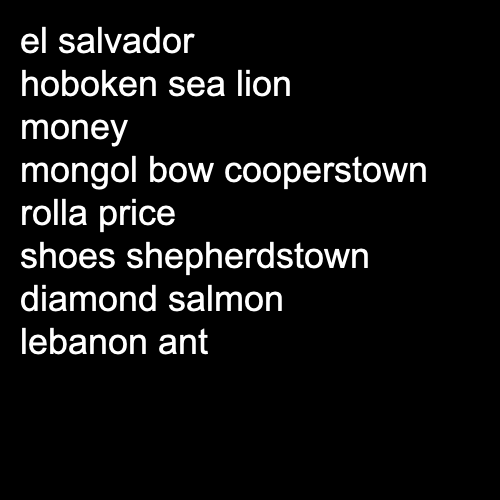 el salvador
hoboken sea lion
money
mongol bow cooperstown
rolla price
shoes shepherdstown
diamond salmon
lebanon ant